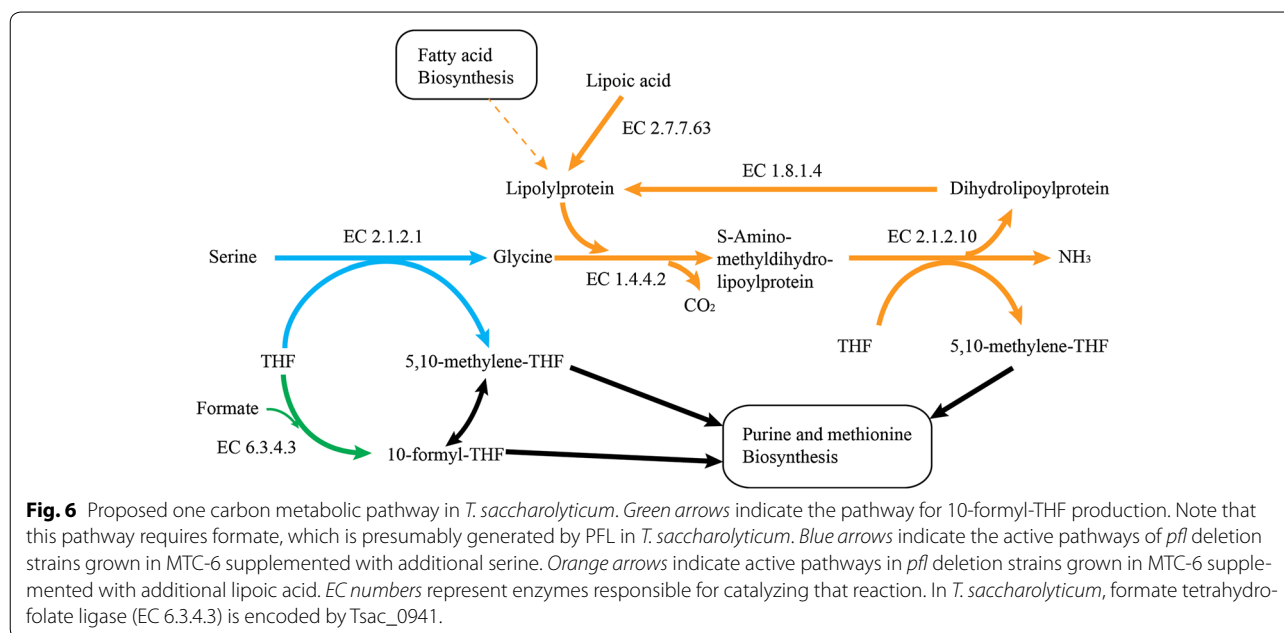 Fatty acid
Biosynthesis
Lipoic acid
EC 2.7.7.63
EC 1.8.1.4
Lipolylprotein
Dihydrolipoylprotein
EC 2.1.2.1
S-Amino-
methyldihydro-
lipoylprotein
EC 2.1.2.10
Serine
Glycine
EC 1.4.4.2
NH₃
CO₂
THF
5,10-methylene-THF
THF
5,10-methylene-THF
Formate
EC 6.3.4.3
10-formyl-THF
Purine and methionine
Biosynthesis
Fig. 6 Proposed one carbon metabolic pathway in T. saccharolyticum. Green arrows indicate the pathway for 10-formyl-THF production. Note that
this pathway requires formate, which is presumably generated by PFL in T. saccharolyticum. Blue arrows indicate the active pathways of pfl deletion
strains grown in MTC-6 supplemented with additional serine. Orange arrows indicate active pathways in pfl deletion strains grown in MTC-6 supple-
mented with additional lipoic acid. EC numbers represent enzymes responsible for catalyzing that reaction. In T. saccharolyticum, formate tetrahydro-
folate ligase (EC 6.3.4.3) is encoded by Tsac_0941.